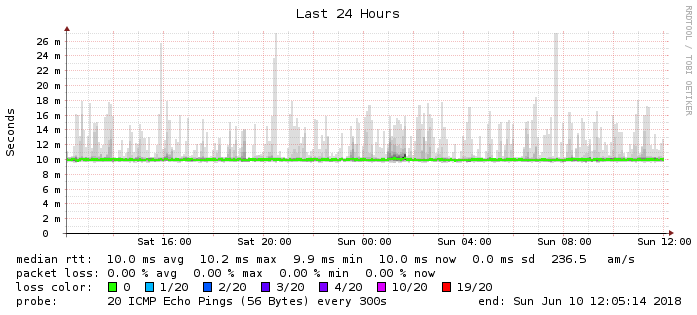 Last 24 Hours
RRDTOOL / TOBI OETIKER
Seconds
26 m
24 m
22 m
20 m
18 m
16 m
14 m
12 m
10 m
8 m
6 m
4 m
2 m
0
Sat 16:00 Sat 20:00 Sun 00:00 Sun 04:00 Sun 08:00 Sun 12:00
median rtt: 10.0 ms avg 10.2 ms max 9.9 ms min 10.0 ms now 0.0 ms sd 236.5 am/s
packet loss: 0.00 % avg 0.00 % max 0.00 % min 0.00 % now
loss color: 0 1/20 2/20 3/20 4/20 10/20 19/20
probe: 20 ICMP Echo Pings (56 Bytes) every 300s end: Sun Jun 10 12:05:14 2018